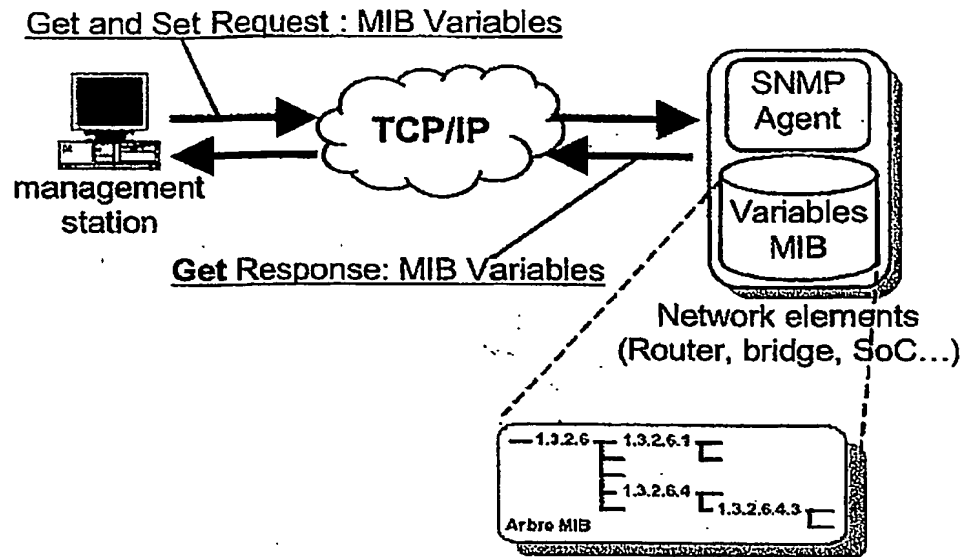 Get and Set Request : MIB Variables
TCP/IP
SNMP
Agent
management
station
Variables
MIB
Get Response: MIB Variables
Network elements
(Router, bridge, SoC...)
1.3.2.6
1.3.2.6.1
1.3.2.6.4
1.3.2.6.4.3
Arbre MIB